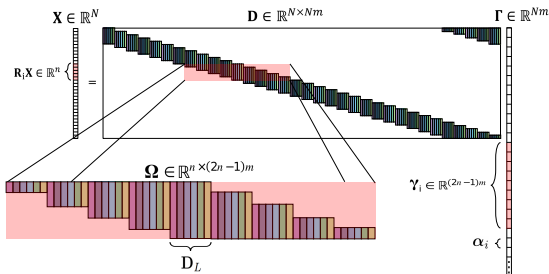 X ∈ ℝ^N
D ∈ ℝ^{N×Nm}
Γ ∈ ℝ^{Nm}
R_iX ∈ ℝ^n
=
Ω ∈ ℝ^{n×(2n−1)m}
γ_i ∈ ℝ^{(2n−1)m}
α_i
D_L